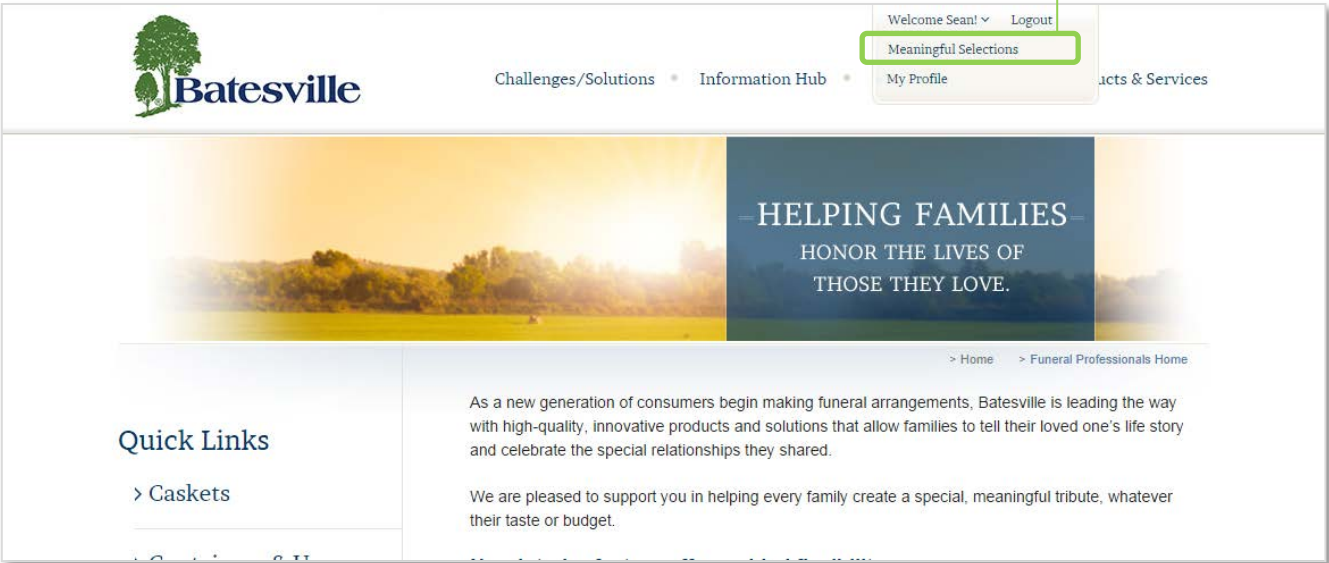 Welcome Sean! Logout
Meaningful Selections
My Profile
Batesville
Challenges/Solutions Information Hub & Services
HELPING FAMILIES
HONOR THE LIVES OF
THOSE THEY LOVE.
> Home > Funeral Professionals Home
As a new generation of consumers begin making funeral arrangements, Batesville is leading the way
with high-quality, innovative products and solutions that allow families to tell their loved one's life story
and celebrate the special relationships they shared.
We are pleased to support you in helping every family create a special, meaningful tribute, whatever
their taste or budget.
Quick Links
> Caskets